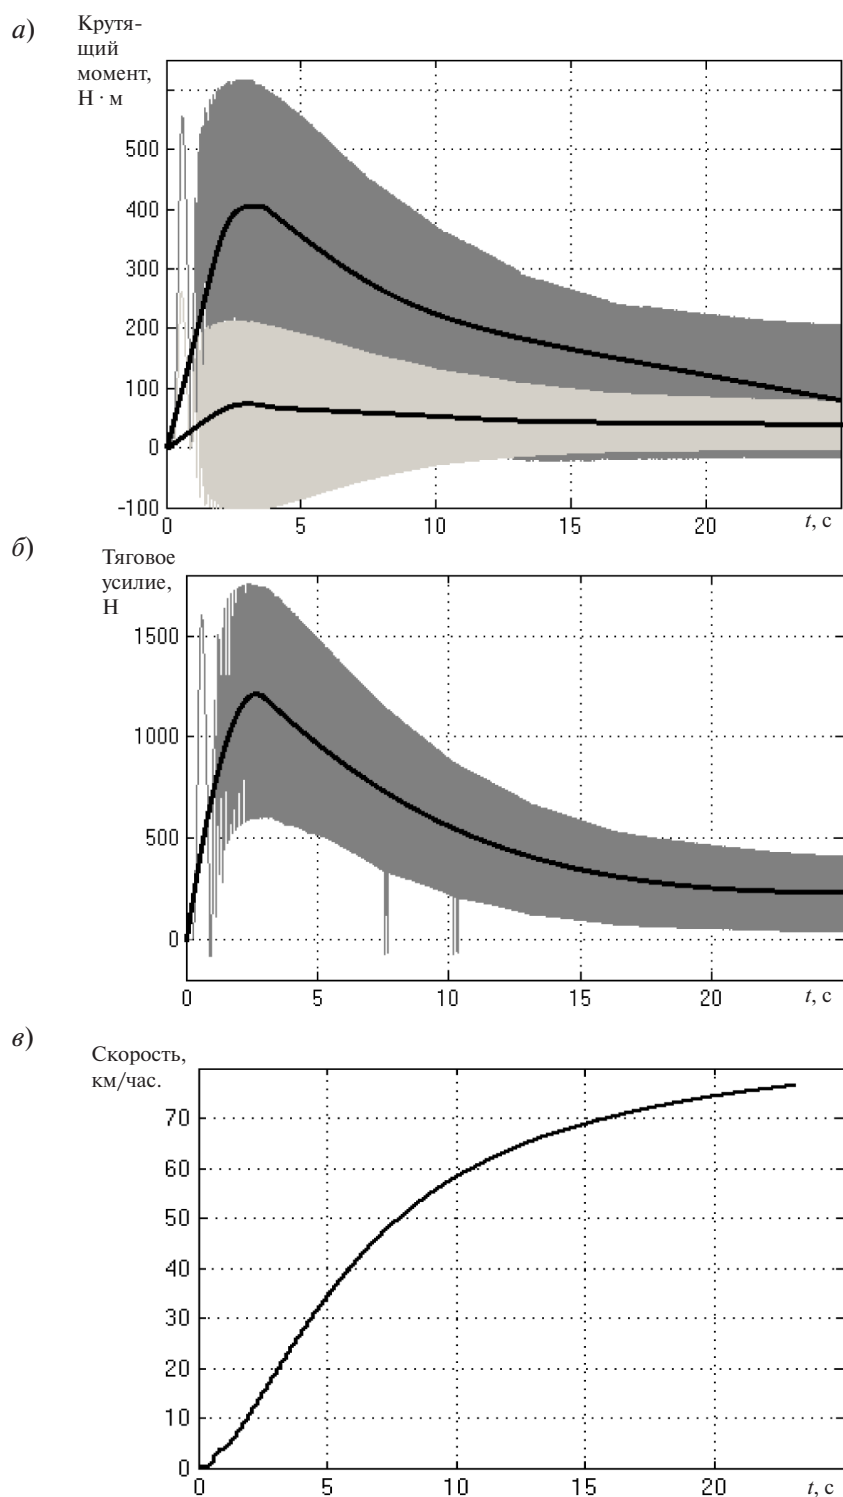 а)
Крутя-
щий
момент,
Н · м
500
400
300
200
100
0
-100
0 5 10 15 20 t, с
б)
Тяговое
усилие,
Н
1500
1000
500
0
0 5 10 15 20 t, с
в)
Скорость,
км/час.
70
60
50
40
30
20
10
0
0 5 10 15 20 t, с